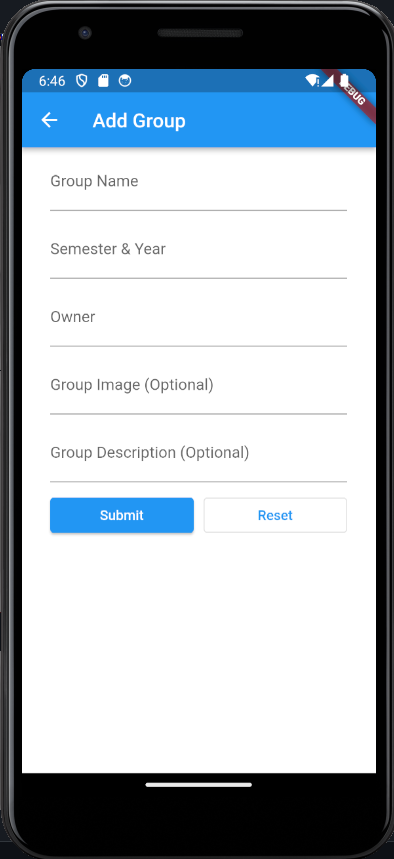 6:46
DEBUG
Add Group
Group Name
Semester & Year
Owner
Group Image (Optional)
Group Description (Optional)
Submit Reset